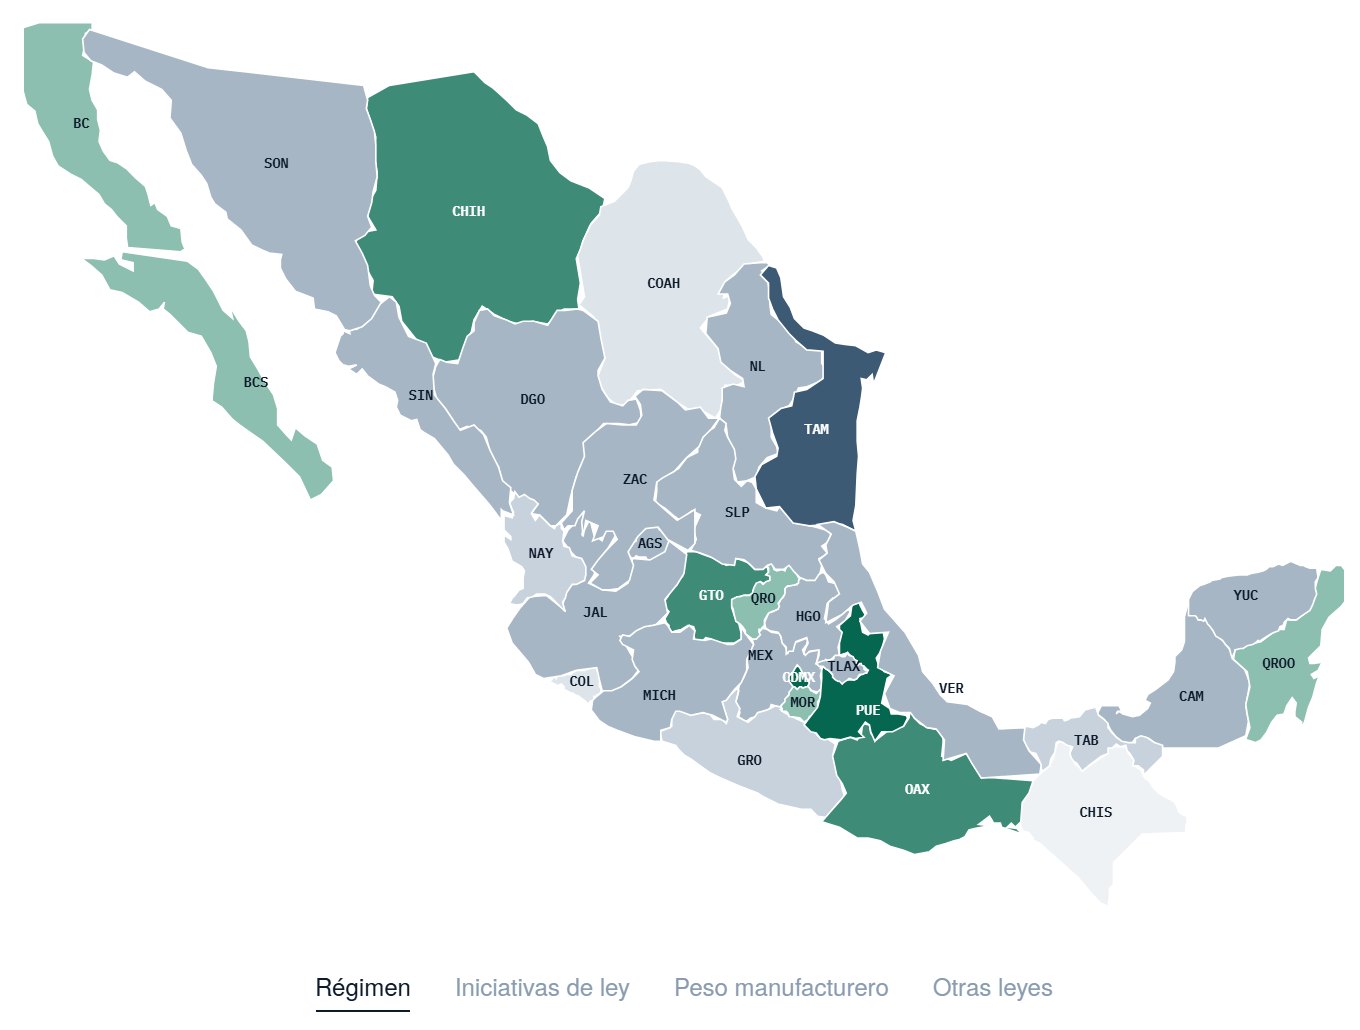 BC
SON
CHIH
COAH
NL
TAM
BCS
SIN
DGO
ZAC
SLP
NAY
AGS
JAL
GTO
QRO
HGO
COL
MICH
MEX
CDMX
TLAX
MOR
PUE
VER
GRO
OAX
TAB
CHIS
CAM
YUC
QROO
Régimen Iniciativas de ley Peso manufacturero Otras leyes